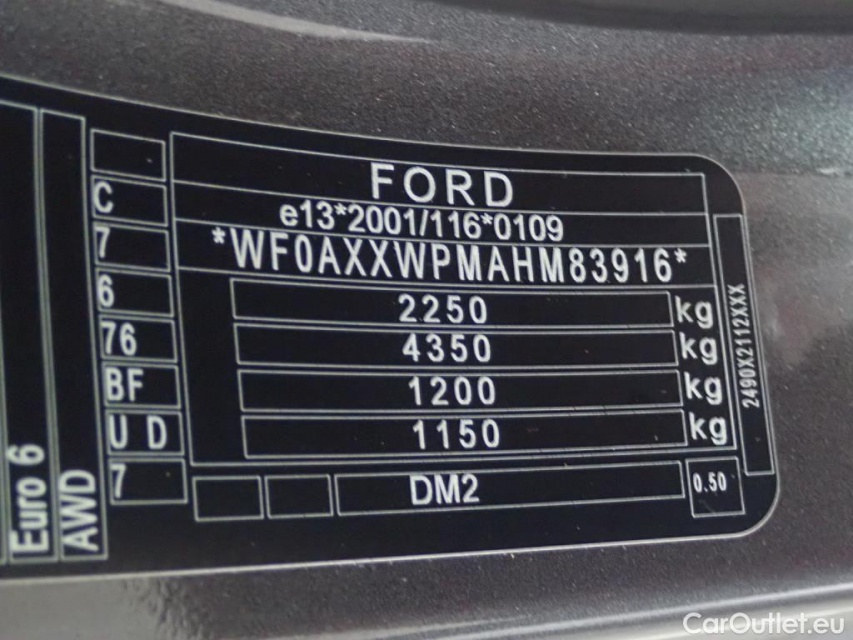 FORD
e13*2001/116*0109
*WF0AXXWPMAHM83916*
2250 kg
4350 kg
1200 kg
1150 kg
DM2
0.50
2490X2112XXX
C
7
6
76
BF
U D
7
Euro 6
AWD
CarOutlet.eu